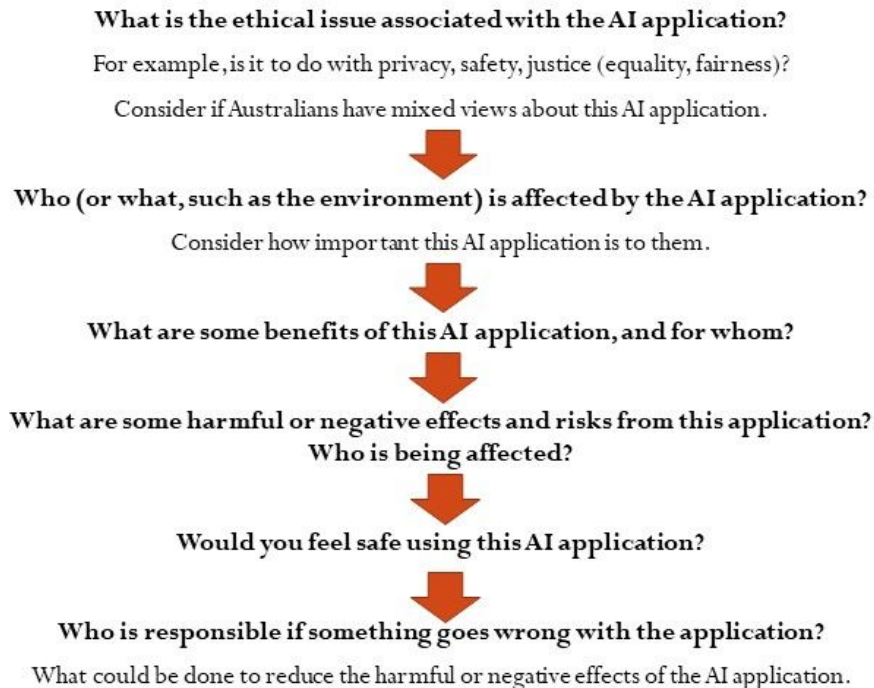 What is the ethical issue associated with the AI application?
For example, is it to do with privacy, safety, justice (equality, fairness)?
Consider if Australians have mixed views about this AI application.
Who (or what, such as the environment) is affected by the AI application?
Consider how important this AI application is to them.
What are some benefits of this AI application, and for whom?
What are some harmful or negative effects and risks from this application?
Who is being affected?
Would you feel safe using this AI application?
Who is responsible if something goes wrong with the application?
What could be done to reduce the harmful or negative effects of the AI application.